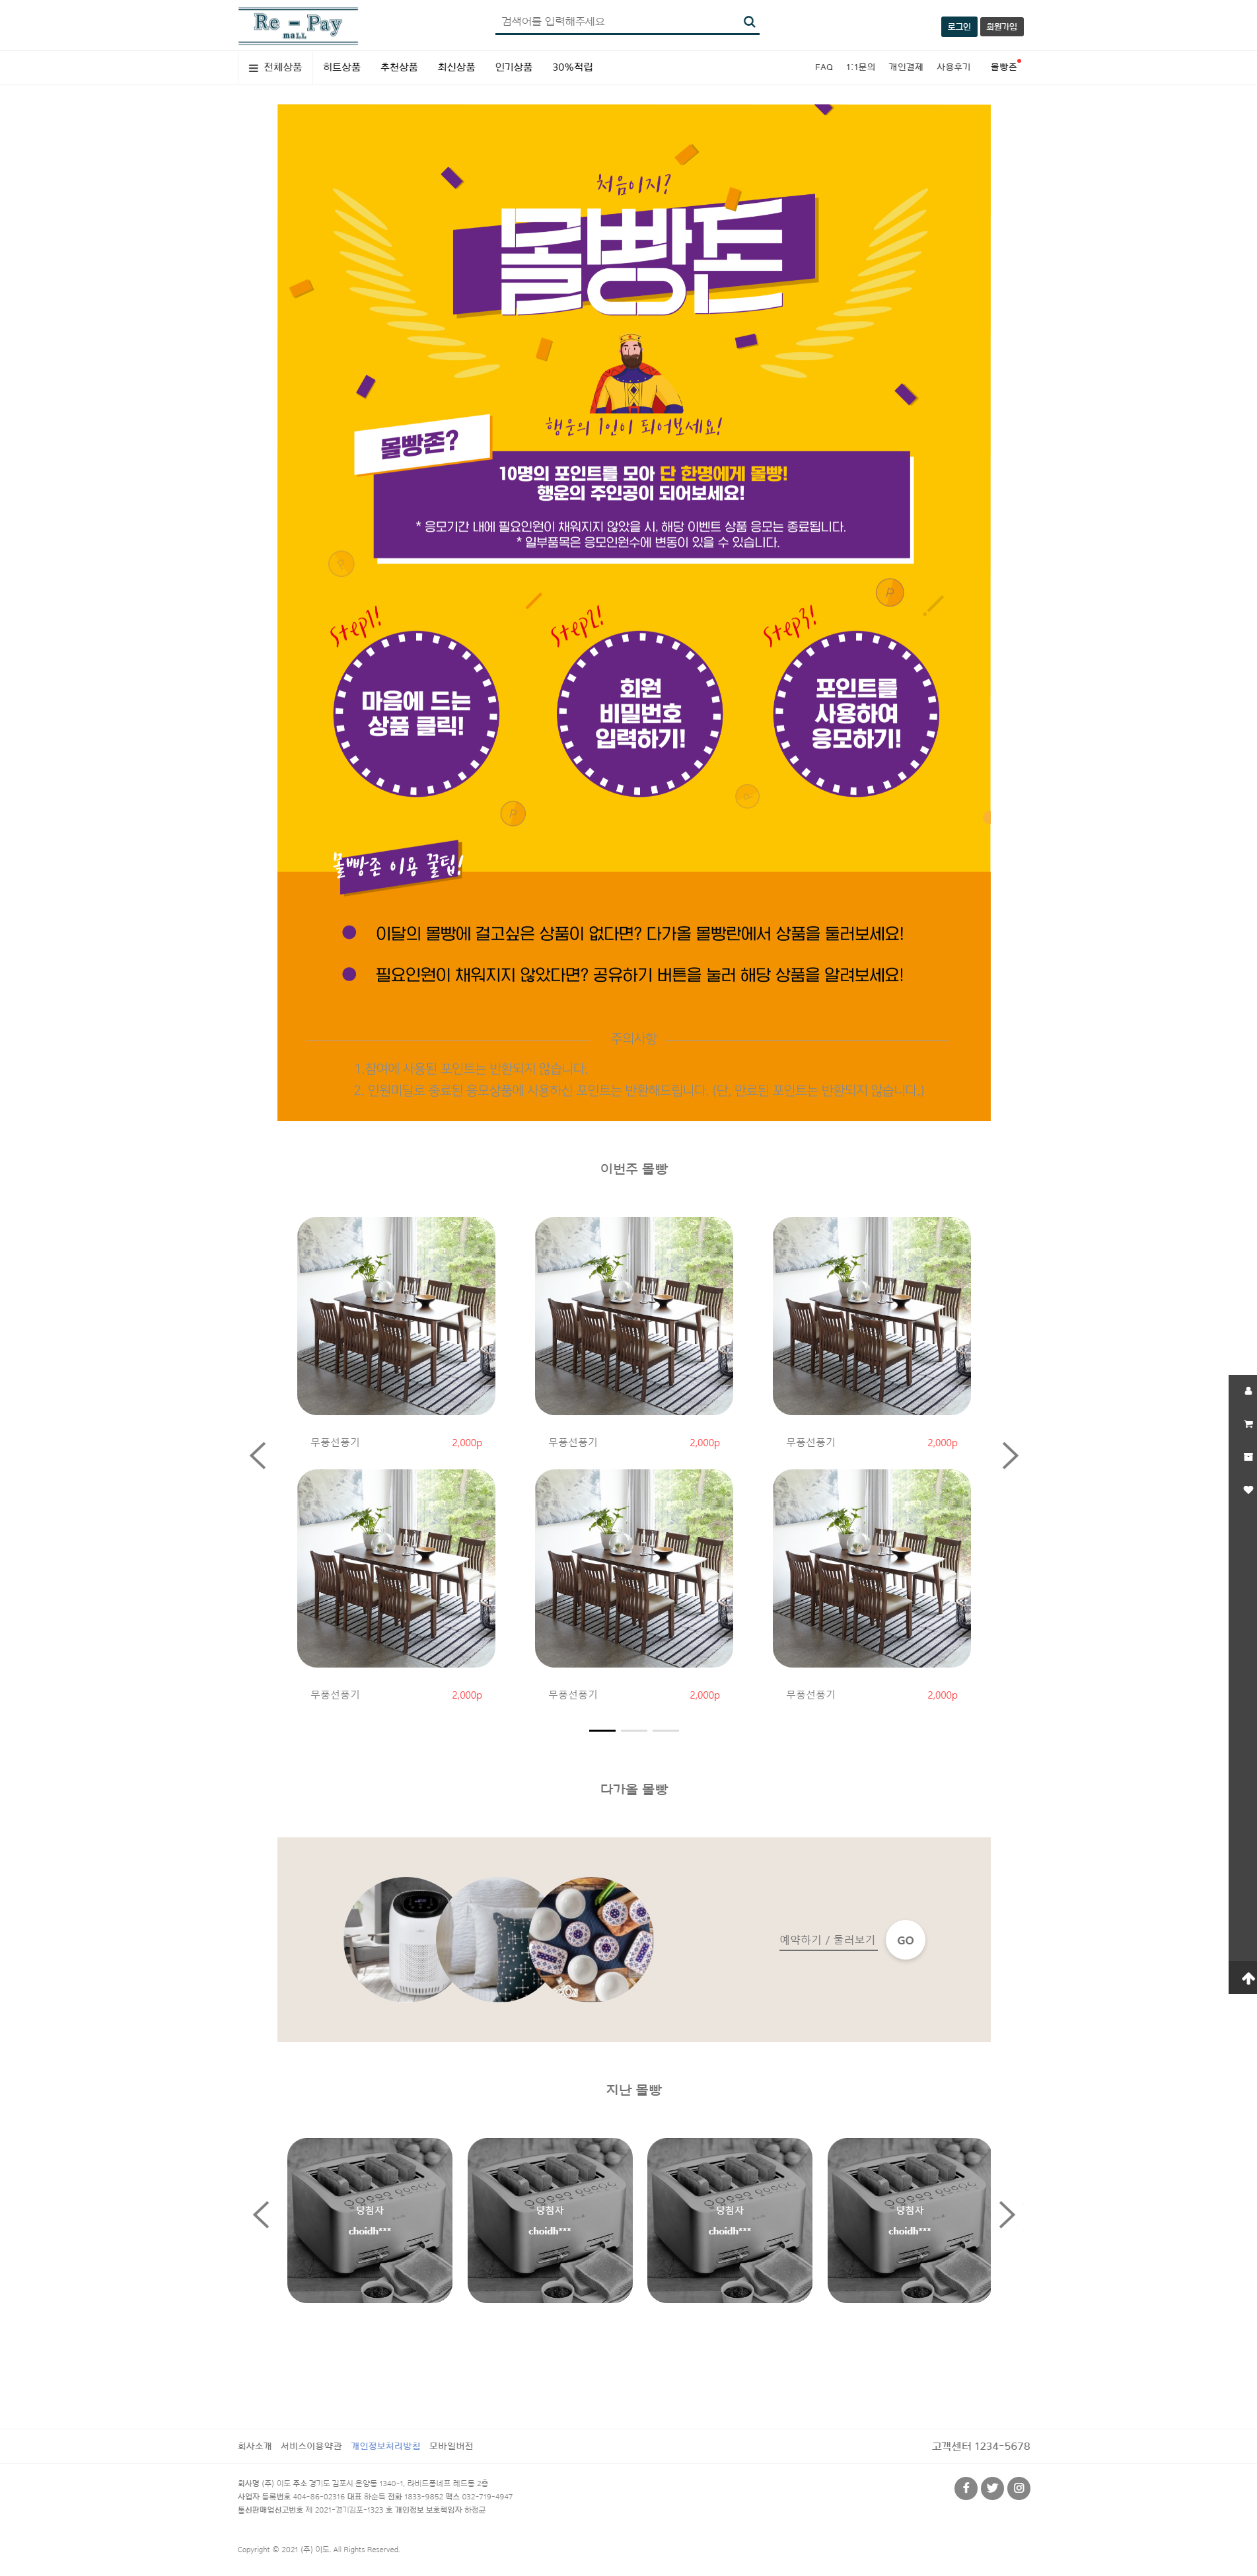 Re - Pay
MALL
검색어를 입력해주세요
로그인 회원가입
전체상품 히트상품 추천상품 최신상품 인기상품 30%적립 FAQ 1:1문의 개인결제 사용후기 몰빵존
처음이지?
몰빵존
행운의 1인이 되어보세요!
몰빵존?
10명의 포인트를 모아 단 한명에게 몰빵!
행운의 주인공이 되어보세요!
* 응모기간 내에 필요인원이 채워지지 않았을 시, 해당 이벤트 상품 응모는 종료됩니다.
* 일부품목은 응모인원수에 변동이 있을 수 있습니다.
Step1! Step2! Step3!
마음에 드는
상품 클릭!
회원
비밀번호
입력하기!
포인트를
사용하여
응모하기!
몰빵존 이용 꿀팁!
이달의 몰빵에 걸고싶은 상품이 없다면? 다가올 몰빵란에서 상품을 둘러보세요!
필요인원이 채워지지 않았다면? 공유하기 버튼을 눌러 해당 상품을 알려보세요!
주의사항
1. 참여에 사용된 포인트는 반환되지 않습니다.
2. 인원미달로 종료된 응모상품에 사용하신 포인트는 반환해드립니다. (단, 만료된 포인트는 반환되지 않습니다.)
이번주 몰빵
무풍선풍기 2,000p
무풍선풍기 2,000p
무풍선풍기 2,000p
무풍선풍기 2,000p
무풍선풍기 2,000p
무풍선풍기 2,000p
다가올 몰빵
예약하기 / 둘러보기 GO
지난 몰빵
당첨자
choidh***
당첨자
choidh***
당첨자
choidh***
당첨자
choidh***
회사소개 서비스이용약관 개인정보처리방침 모바일버전 고객센터 1234-5678
회사명 (주) 이도 주소 경기도 김포시 운양동 1340-1, 라비드폴네프 레드동 2층
사업자 등록번호 404-86-02316 대표 하순득 전화 1833-9852 팩스 032-719-4947
통신판매업신고번호 제 2021-경기김포-1323 호 개인정보 보호책임자 하정균
Copyright © 2021 (주) 이도. All Rights Reserved.